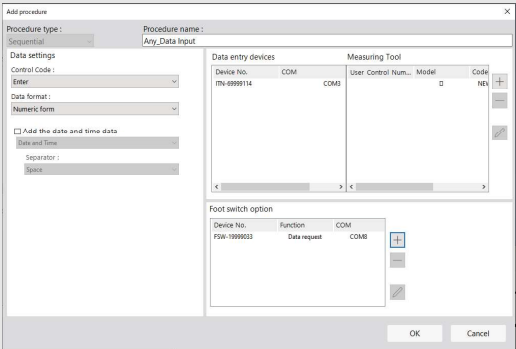 Add procedure
Procedure type :
Procedure name :
Sequential
Any_Data Input
Data settings
Control Code :
Enter
Data format :
Numeric form
Add the date and time data
Date and Time
Separator :
Space
Data entry devices
Measuring Tool
Device No. COM
User Control Num... Model Code
ITN-69999114 COM3
NEW
Foot switch option
Device No. Function COM
FSW-19999033 Data request COM8
OK Cancel